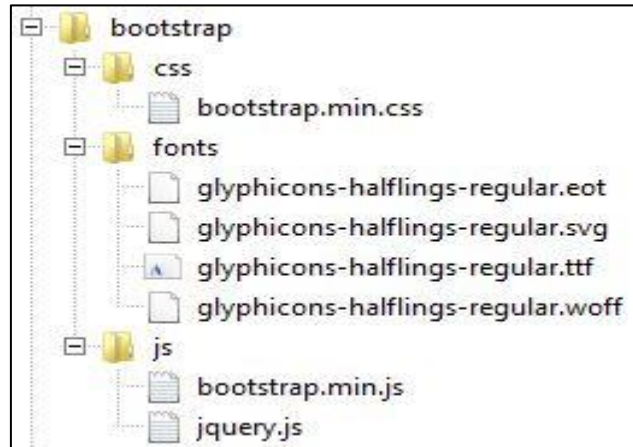 bootstrap
css
bootstrap.min.css
fonts
glyphicons-halflings-regular.eot
glyphicons-halflings-regular.svg
glyphicons-halflings-regular.ttf
glyphicons-halflings-regular.woff
js
bootstrap.min.js
jquery.js